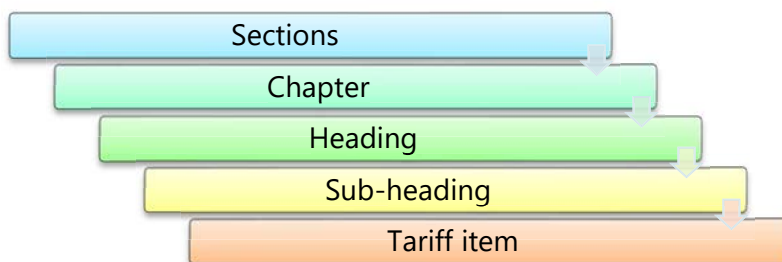 Sections
Chapter
Heading
Sub-heading
Tariff item